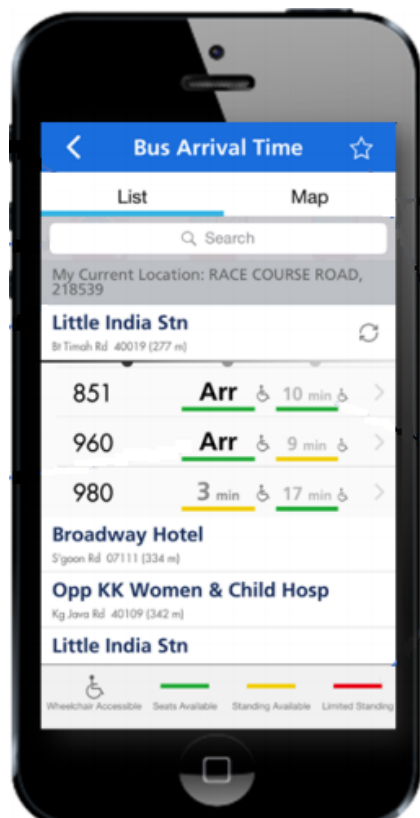 Bus Arrival Time
List Map
Search
My Current Location: RACE COURSE ROAD,
218539
Little India Stn
Bt Timah Rd 40019 (277 m)
851 Arr 10 min
960 Arr 9 min
980 3 min 17 min
Broadway Hotel
S'goon Rd 07111 (334 m)
Opp KK Women & Child Hosp
Kg Java Rd 40109 (342 m)
Little India Stn
Wheelchair Accessible Seats Available Standing Available Limited Standing